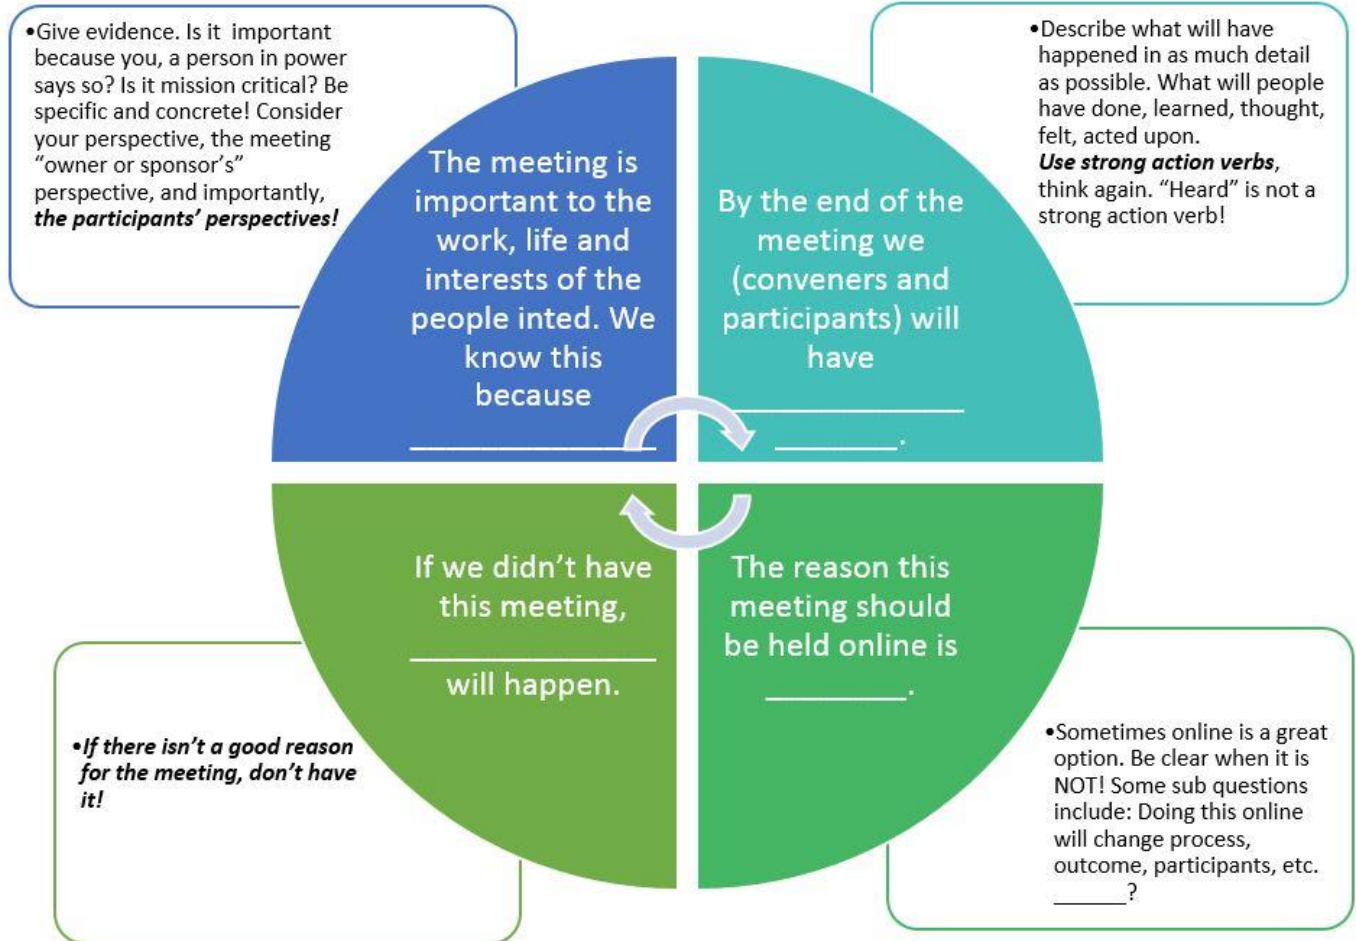 •Give evidence. Is it important
because you, a person in power
says so? Is it mission critical? Be
specific and concrete! Consider
your perspective, the meeting
“owner or sponsor’s”
perspective, and importantly,
the participants’ perspectives!
The meeting is
important to the
work, life and
interests of the
people inted. We
know this
because
_______________
•Describe what will have
happened in as much detail
as possible. What will people
have done, learned, thought,
felt, acted upon.
Use strong action verbs,
think again. “Heard” is not a
strong action verb!
By the end of the
meeting we
(conveners and
participants) will
have
_______________
________.
If we didn’t have
this meeting,
_______________
will happen.
•If there isn’t a good reason
for the meeting, don’t have
it!
The reason this
meeting should
be held online is
_________.
•Sometimes online is a great
option. Be clear when it is
NOT! Some sub questions
include: Doing this online
will change process,
outcome, participants, etc.
______?